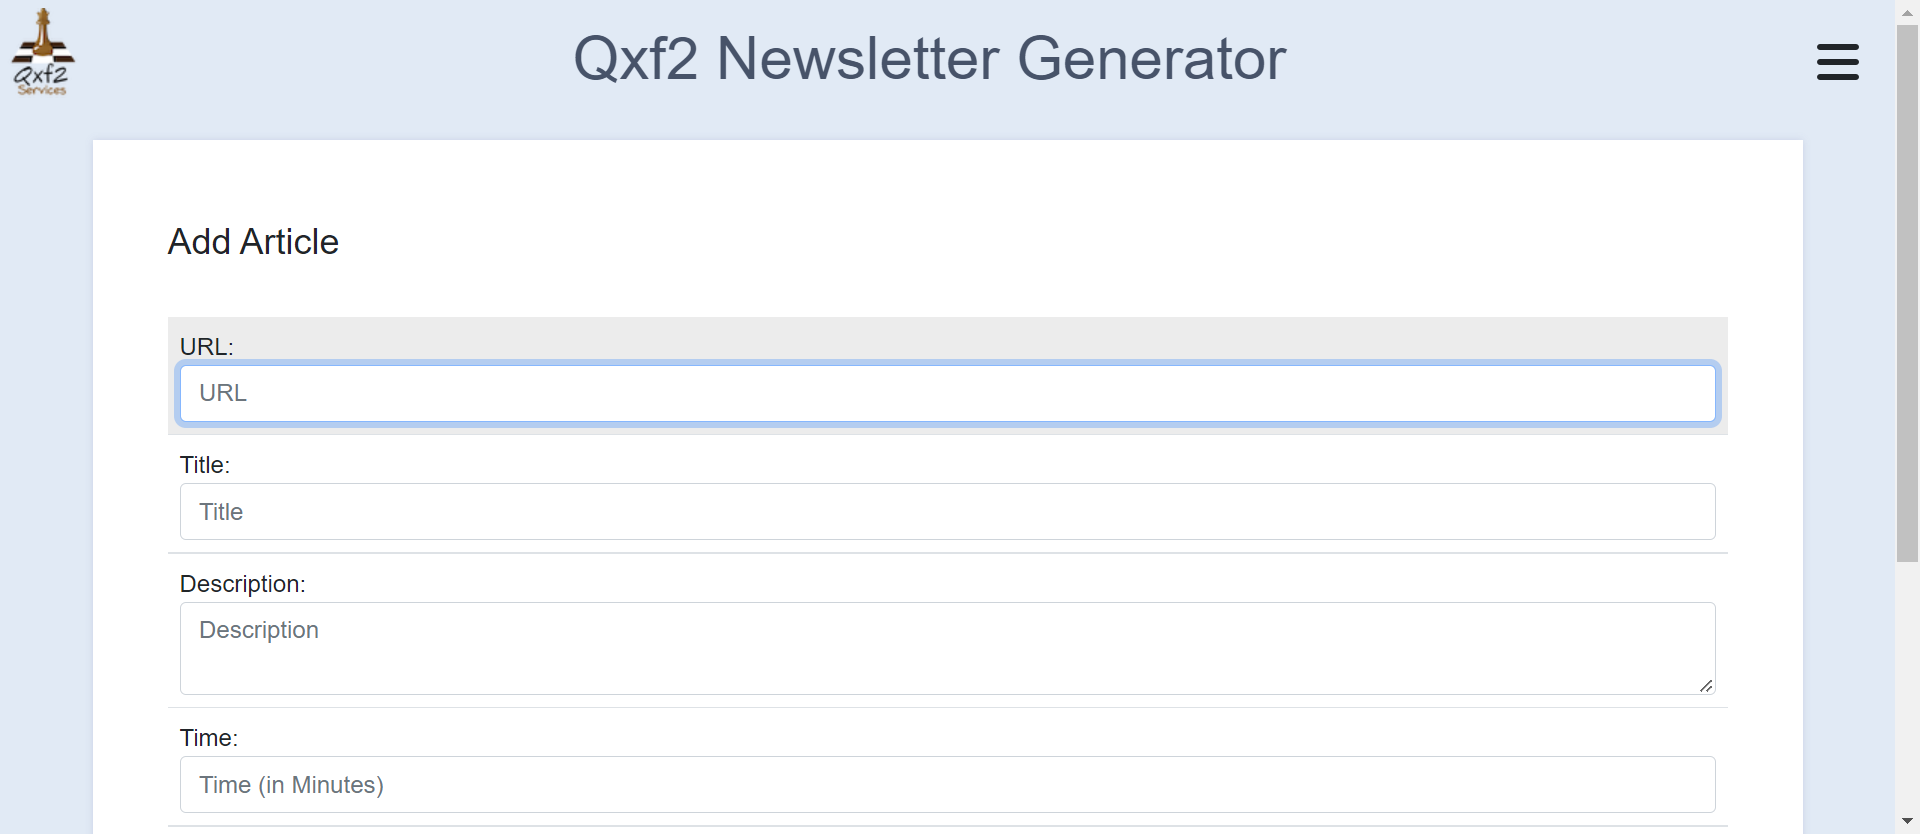 Qxf2
Services
Qxf2 Newsletter Generator
Add Article
URL:
URL
Title:
Title
Description:
Description
Time:
Time (in Minutes)